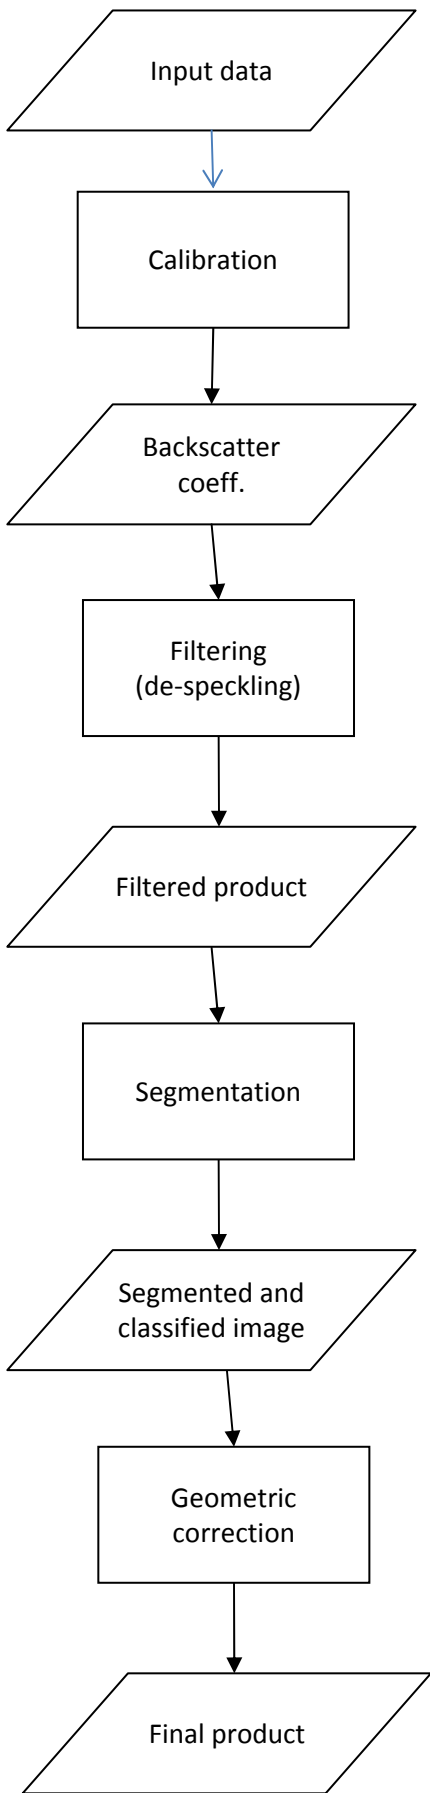 Input data
Calibration
Backscatter
coeff.
Filtering
(de-speckling)
Filtered product
Segmentation
Segmented and
classified image
Geometric
correction
Final product